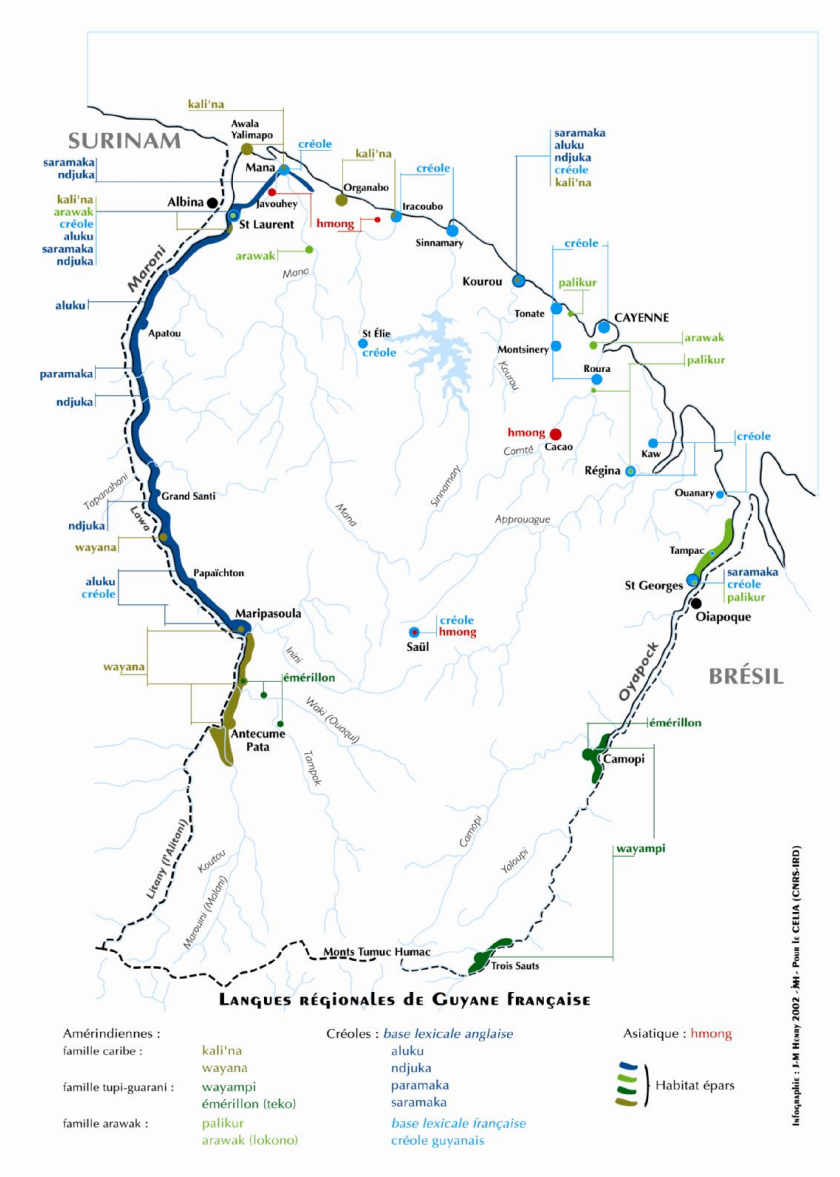 kali'na
Awala
Yalimapo
SURINAM
saramaka
ndjuka
Mana
créole
kali'na
créole
saramaka
aluku
ndjuka
créole
kali'na
Albina
Javouhey
Organabo
Iracoubo
kali'na
arawak
créole
aluku
saramaka
ndjuka
St Laurent
hmong
Sinnamary
créole
arawak
Maroni
Mana
Kourou
palikur
aluku
Apatou
St Élie
créole
Tonate
CAYENNE
Montsinery
arawak
paramaka
Kourou
Roura
palikur
ndjuka
hmong
Cacao
Comté
Kaw
créole
Régina
Tapanahoni
Grand Santi
Sinnamary
Ouanary
Lawa
ndjuka
Mana
Approuague
wayana
Tampac
Papaïchton
aluku
créole
St Georges
saramaka
créole
palikur
Maripasoula
Oiapoque
créole
hmong
Saül
Inini
wayana
émérillon
Oyapock
BRÉSIL
Waki (Ouaqui)
émérillon
Antecume
Pata
Camopi
Tampok
Litany (l'Alitani)
Koutou
Marouini (Malani)
Camopi
Yaloupi
wayampi
Monts Tumuc Humac
Trois Sauts
Langues régionales de Guyane française
Amérindiennes :
famille caribe :
kali'na
wayana
famille tupi-guarani :
wayampi
émérillon (teko)
famille arawak :
palikur
arawak (lokono)
Créoles : base lexicale anglaise
aluku
ndjuka
paramaka
saramaka
base lexicale française
créole guyanais
Asiatique : hmong
Habitat épars
Infographie : J-M Henry 2002 - JMH - Pour le CELIA (CNRS-IRD)